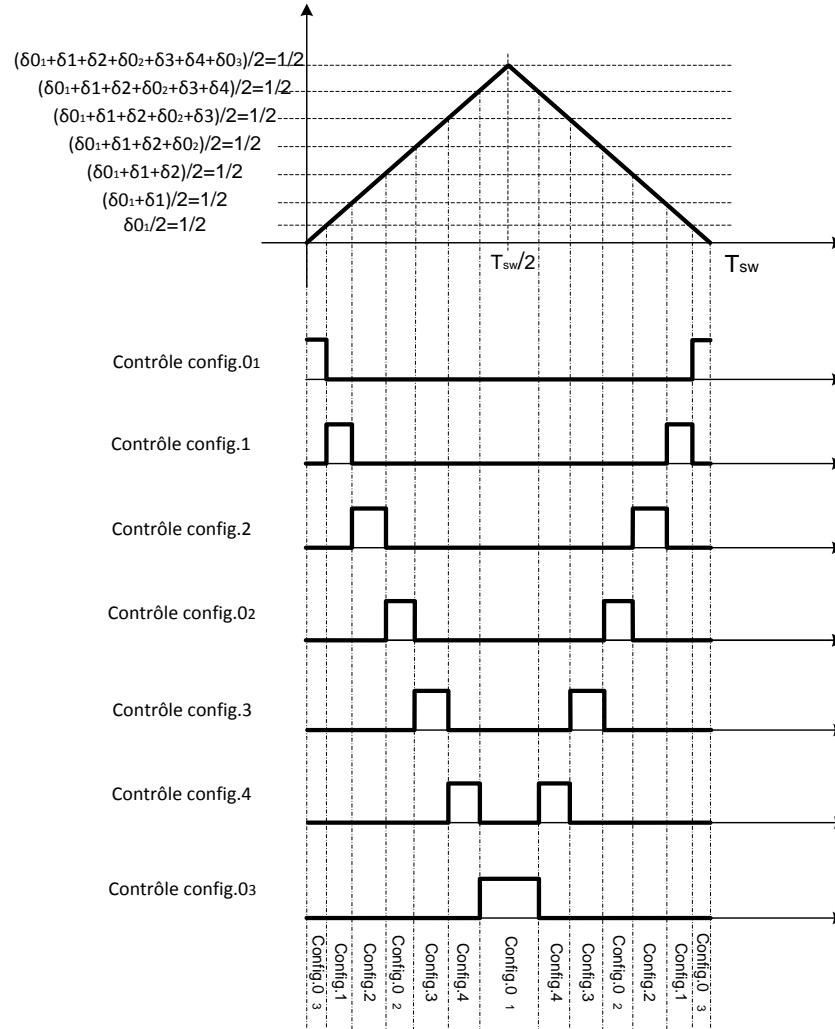 (δ0₁+δ1+δ2+δ0₂+δ3+δ4+δ0₃)/2=1/2
(δ0₁+δ1+δ2+δ0₂+δ3+δ4)/2=1/2
(δ0₁+δ1+δ2+δ0₂+δ3)/2=1/2
(δ0₁+δ1+δ2+δ0₂)/2=1/2
(δ0₁+δ1+δ2)/2=1/2
(δ0₁+δ1)/2=1/2
δ0₁/2=1/2
Tsw/2
Tsw
Contrôle config.01
Contrôle config.1
Contrôle config.2
Contrôle config.02
Contrôle config.3
Contrôle config.4
Contrôle config.03
Config.0 3
Config.1
Config.2
Config.0 2
Config.3
Config.4
Config.0 1
Config.4
Config.3
Config.0 2
Config.2
Config.1
Config.0 3